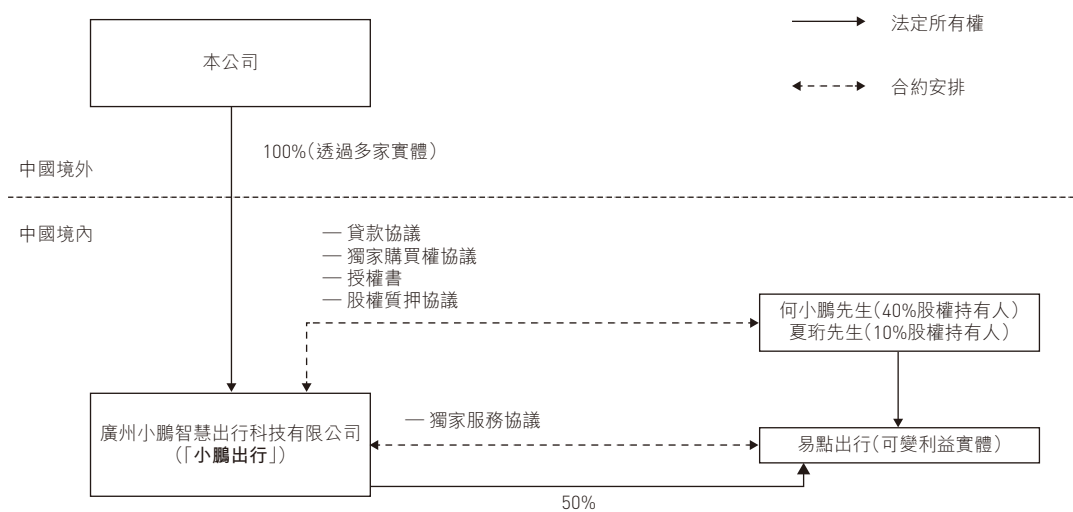 法定所有權
本公司
合約安排
100%(透過多家實體)
中國境外
中國境內
— 貸款協議
— 獨家購買權協議
— 授權書
— 股權質押協議
何小鵬先生(40%股權持有人)
夏珩先生(10%股權持有人)
廣州小鵬智慧出行科技有限公司
(「小鵬出行」)
— 獨家服務協議
易點出行(可變利益實體)
50%